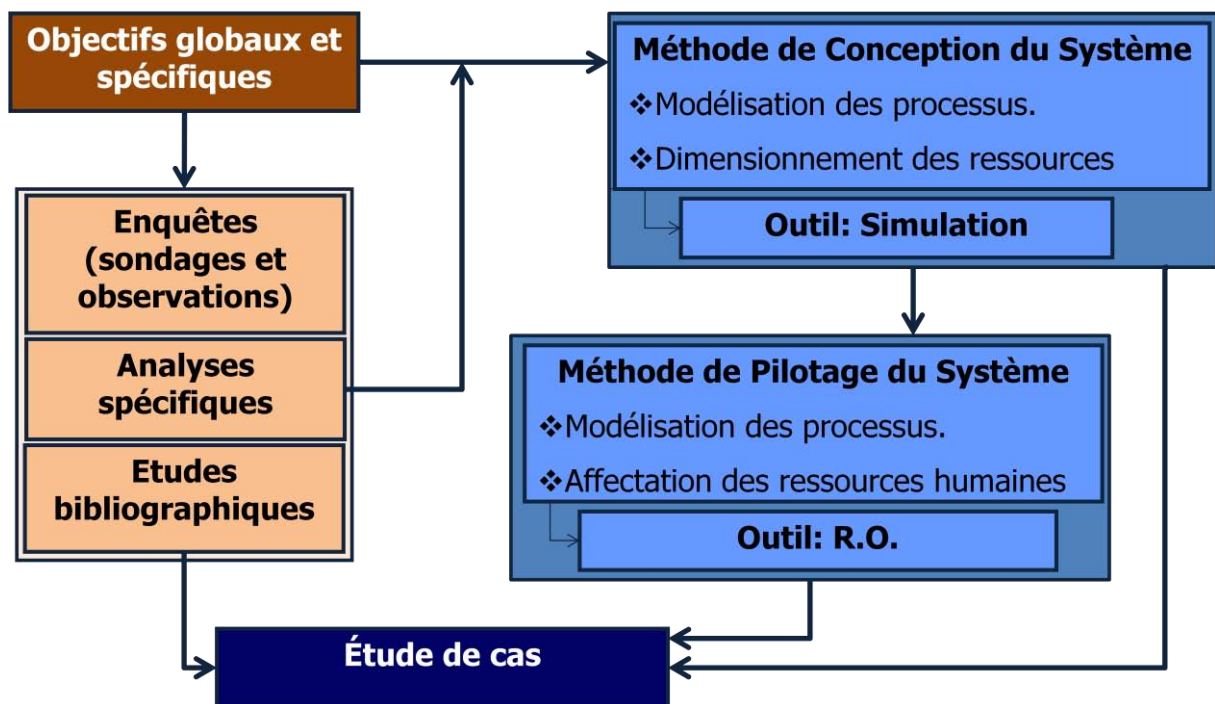 Objectifs globaux et
spécifiques
Méthode de Conception du Système
❖Modélisation des processus.
❖Dimensionnement des ressources
Outil: Simulation
Enquêtes
(sondages et
observations)
Analyses
spécifiques
Etudes
bibliographiques
Méthode de Pilotage du Système
❖Modélisation des processus.
❖Affectation des ressources humaines
Outil: R.O.
Étude de cas